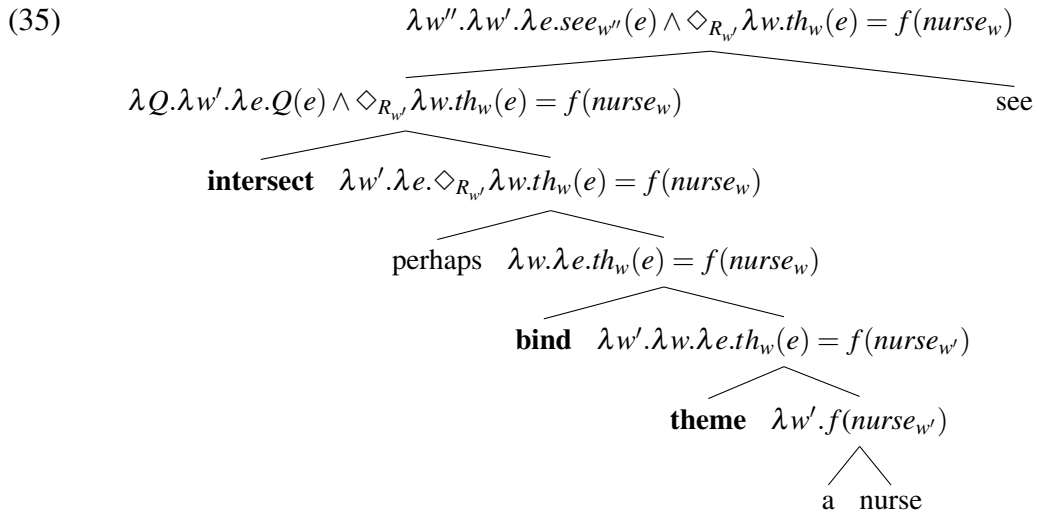 (35) λw″.λw′.λe.see_{w″}(e) ∧ ◇_{R_{w′}} λw.th_w(e) = f(nurse_w)
λQ.λw′.λe.Q(e) ∧ ◇_{R_{w′}} λw.th_w(e) = f(nurse_w) see
intersect λw′.λe.◇_{R_{w′}} λw.th_w(e) = f(nurse_w)
perhaps λw.λe.th_w(e) = f(nurse_w)
bind λw′.λw.λe.th_w(e) = f(nurse_{w′})
theme λw′.f(nurse_{w′})
a nurse